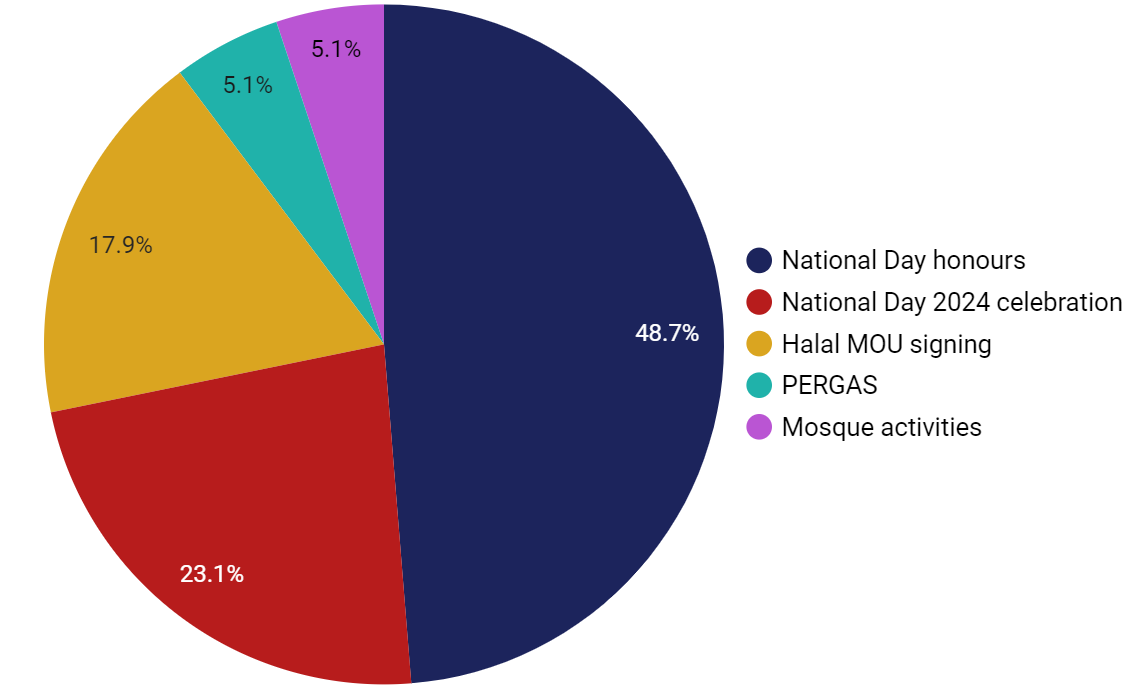 5.1%
5.1%
17.9%
48.7%
23.1%
National Day honours
National Day 2024 celebration
Halal MOU signing
PERGAS
Mosque activities